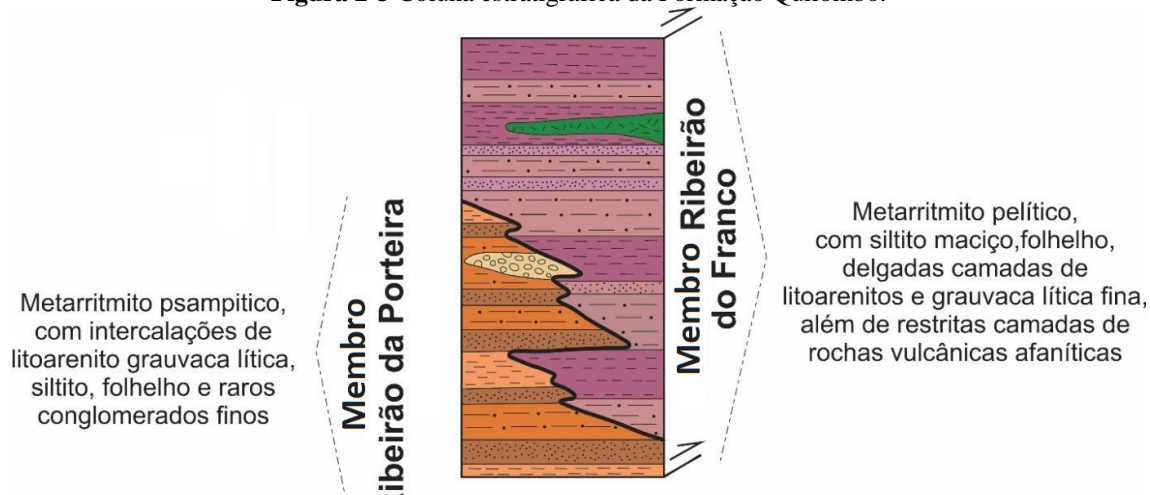 Figura 2 3 Coluna estratigráfica da Formação Quilombo.
Metarritmito psampitico,
com intercalações de
litoarenito grauvaca lítica,
siltito, folhelho e raros
conglomerados finos
Membro
Ribeirão da Porteira
Membro Ribeirão
do Franco
Metarritmito pelítico,
com siltito maciço,folhelho,
delgadas camadas de
litoarenitos e grauvaca lítica fina,
além de restritas camadas de
rochas vulcânicas afaníticas